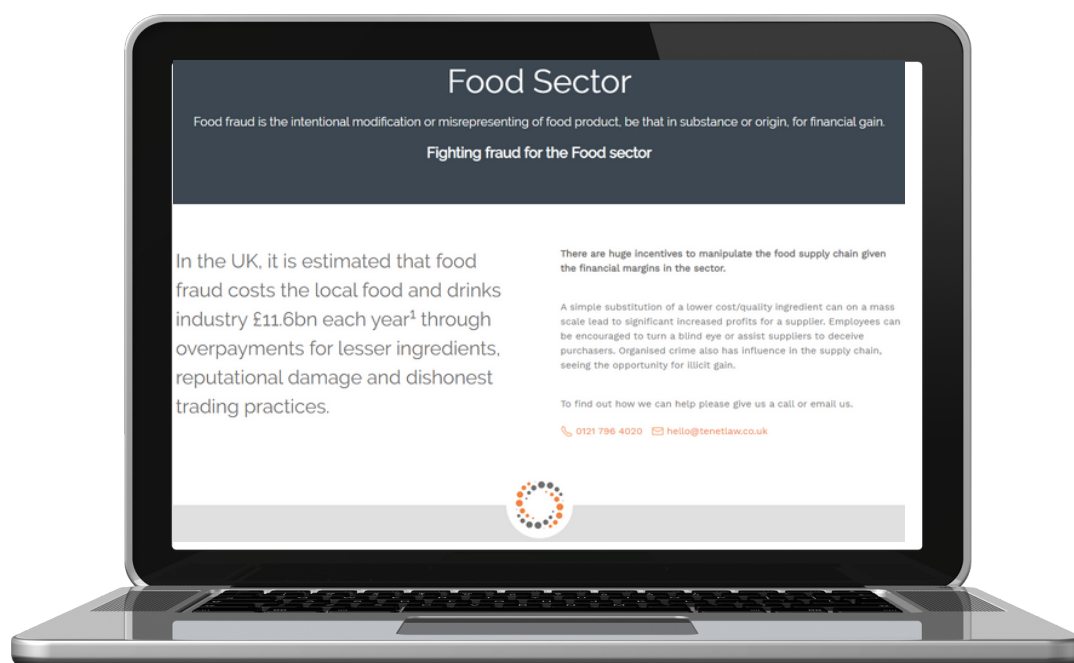 Food Sector
Food fraud is the intentional modification or misrepresenting of food product, be that in substance or origin, for financial gain.
Fighting fraud for the Food sector
In the UK, it is estimated that food
fraud costs the local food and drinks
industry £11.6bn each year¹ through
overpayments for lesser ingredients,
reputational damage and dishonest
trading practices.
There are huge incentives to manipulate the food supply chain given
the financial margins in the sector.
A simple substitution of a lower cost/quality ingredient can on a mass
scale lead to significant increased profits for a supplier. Employees can
be encouraged to turn a blind eye or assist suppliers to deceive
purchasers. Organised crime also has influence in the supply chain,
seeing the opportunity for illicit gain.
To find out how we can help please give us a call or email us.
0121 796 4020 hello@tenetlaw.co.uk